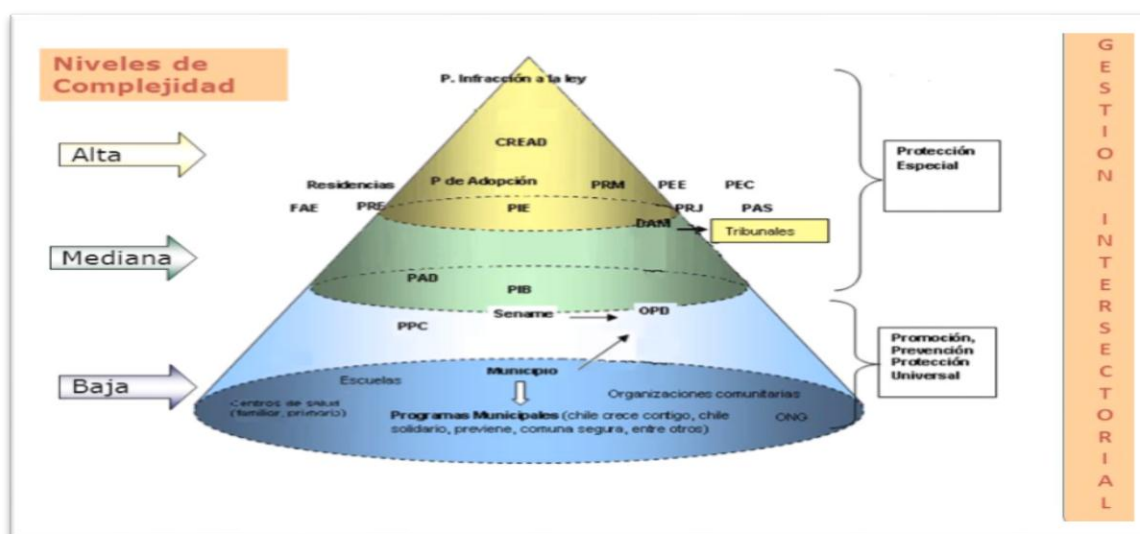 Niveles de
Complejidad
P. Infracción a la ley
Alta
CREAD
Residencias
P de Adopción
PRM
PEE
PEC
FAE
PRE
PIE
PRJ
PAS
DAM
Tribunales
Protección
Especial
Mediana
PAD
PIB
Sename
OPD
PPC
Promoción,
Prevención
Protección
Universal
Baja
Municipio
Escuelas
Organizaciones comunitarias
Centros de salud
(familiar, primario)
Programas Municipales (chile crece contigo, chile
solidario, previene, comuna segura, entre otros)
ONG
GESTION INTERSECTORIAL